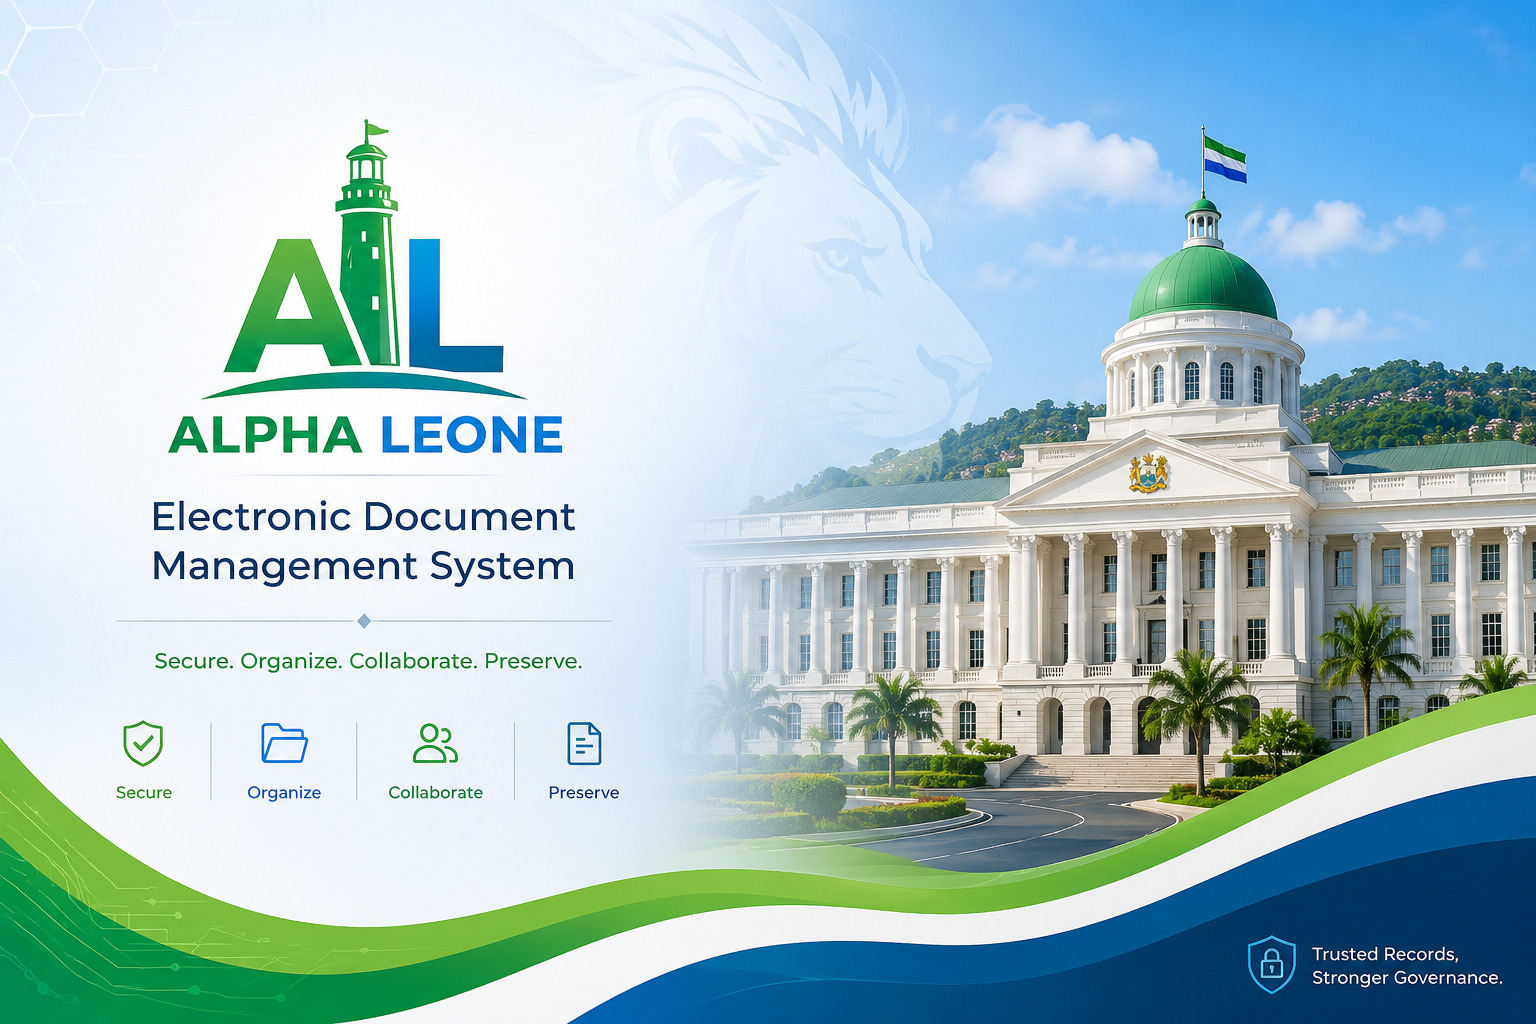 AL
ALPHA LEONE
Electronic Document
Management System
Secure. Organize. Collaborate. Preserve.
Secure
Organize
Collaborate
Preserve
Trusted Records,
Stronger Governance.